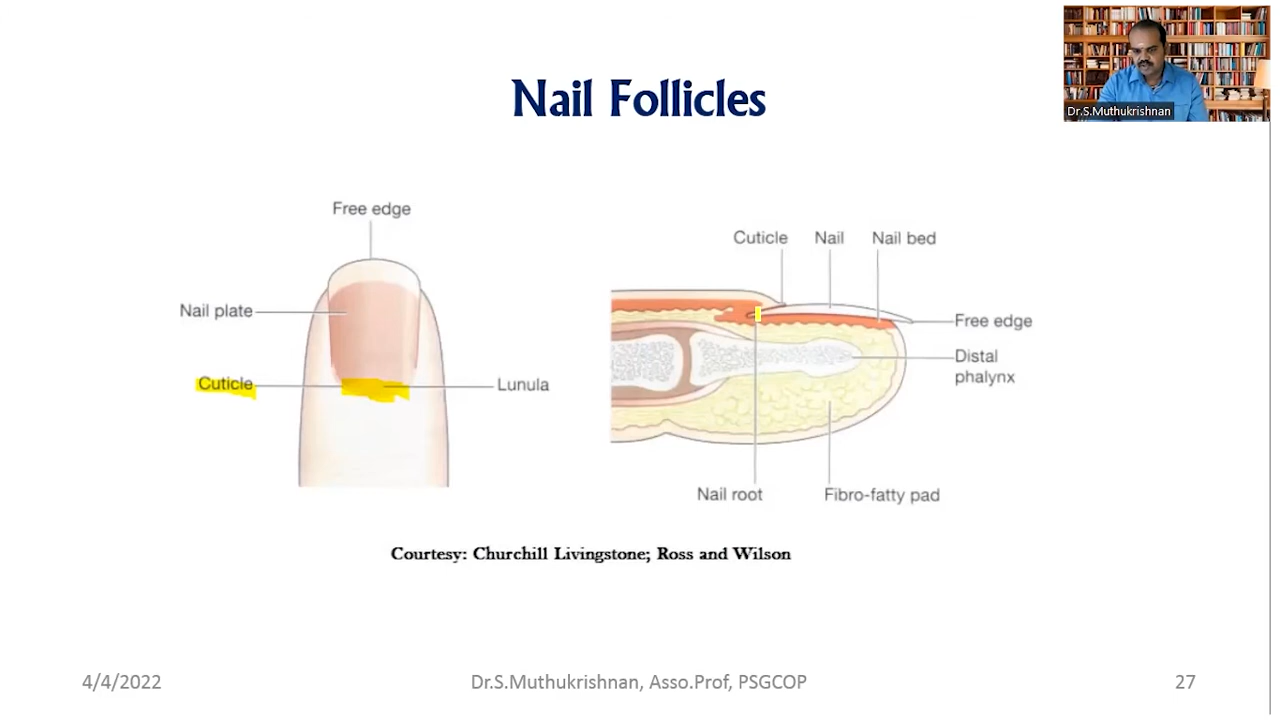 Dr.S.Muthukrishnan
Nail Follicles
Free edge
Nail plate
Cuticle
Lunula
Cuticle
Nail
Nail bed
Free edge
Distal
phalynx
Nail root
Fibro-fatty pad
Courtesy: Churchill Livingstone; Ross and Wilson
4/4/2022
Dr.S.Muthukrishnan, Asso.Prof, PSGCOP
27